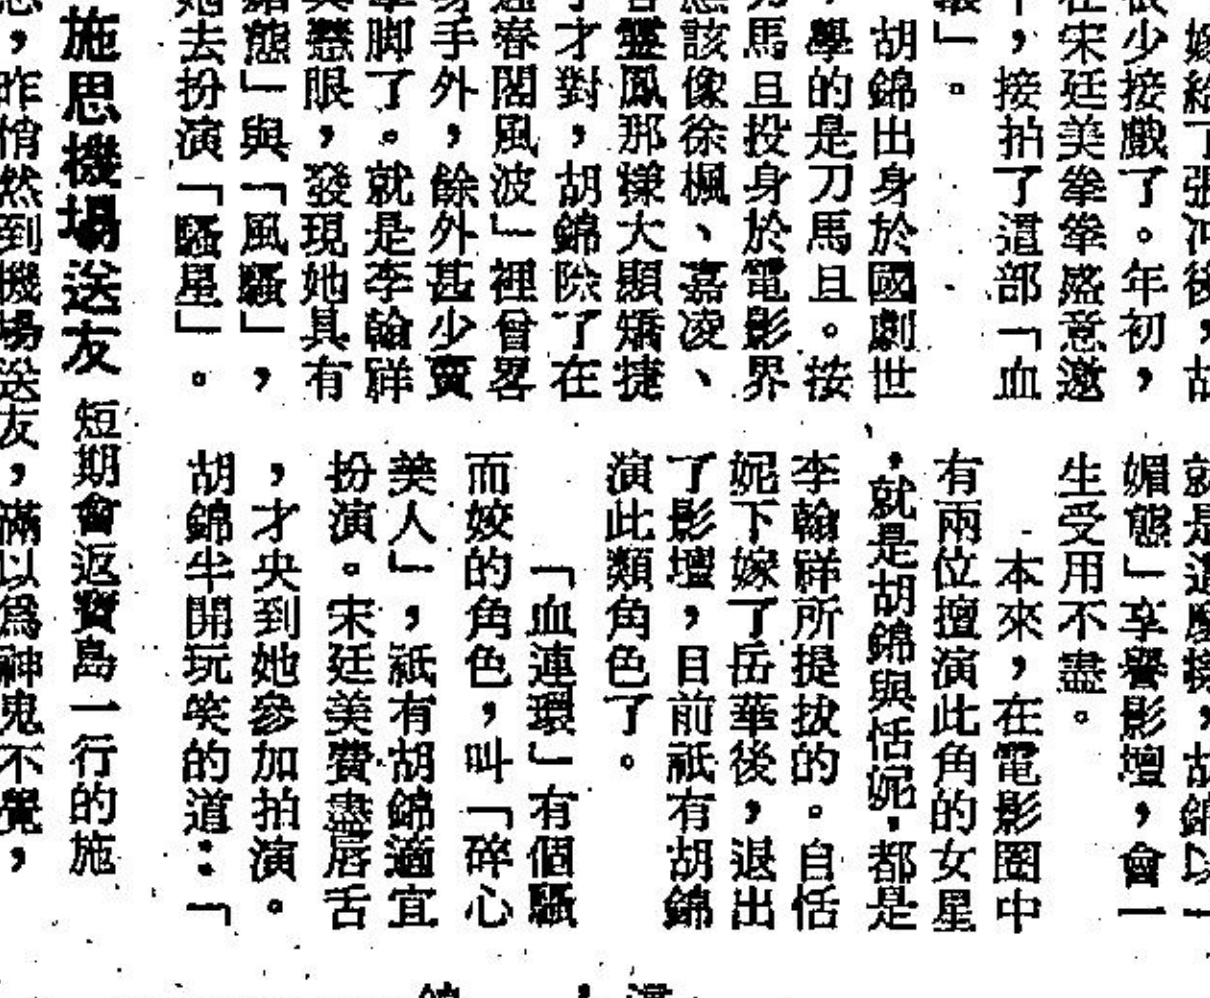 嫁給了張冲後，胡
很少接戲了。年初，
在宋廷美拳拳盛意邀
下，接拍了這部「血
」。
胡錦出身於國劇世
，學的是刀馬旦。按
刀馬旦投身於電影界
應該像徐楓、嘉凌、
官靈鳳那樣大顯矯捷
才對，胡錦除了在
迎春閣風波」裡曾畧
身手外，餘外甚少賣
拳脚了。就是李翰祥
具慧眼，發現她具有
媚態」與「風騷」，
她去扮演「騷星」。
就是這麼樣，胡錦以一
媚態」享譽影壇，會一
生受用不盡。
本來，在電影圈中
有兩位擅演此角的女星
，就是胡錦與恬妮，都是
李翰祥所提拔的。自恬
妮下嫁了岳華後，退出
了影壇，目前祇有胡錦
演此類角色了。
「血連環」有個騷
而姣的角色，叫「碎心
美人」，祇有胡錦適宜
扮演。宋廷美費盡唇舌
，才央到她參加拍演。
胡錦半開玩笑的道：「
施思機場送友 短期會返寶島一行的施
思，昨悄然到機場送友，滿以爲神鬼不覺，